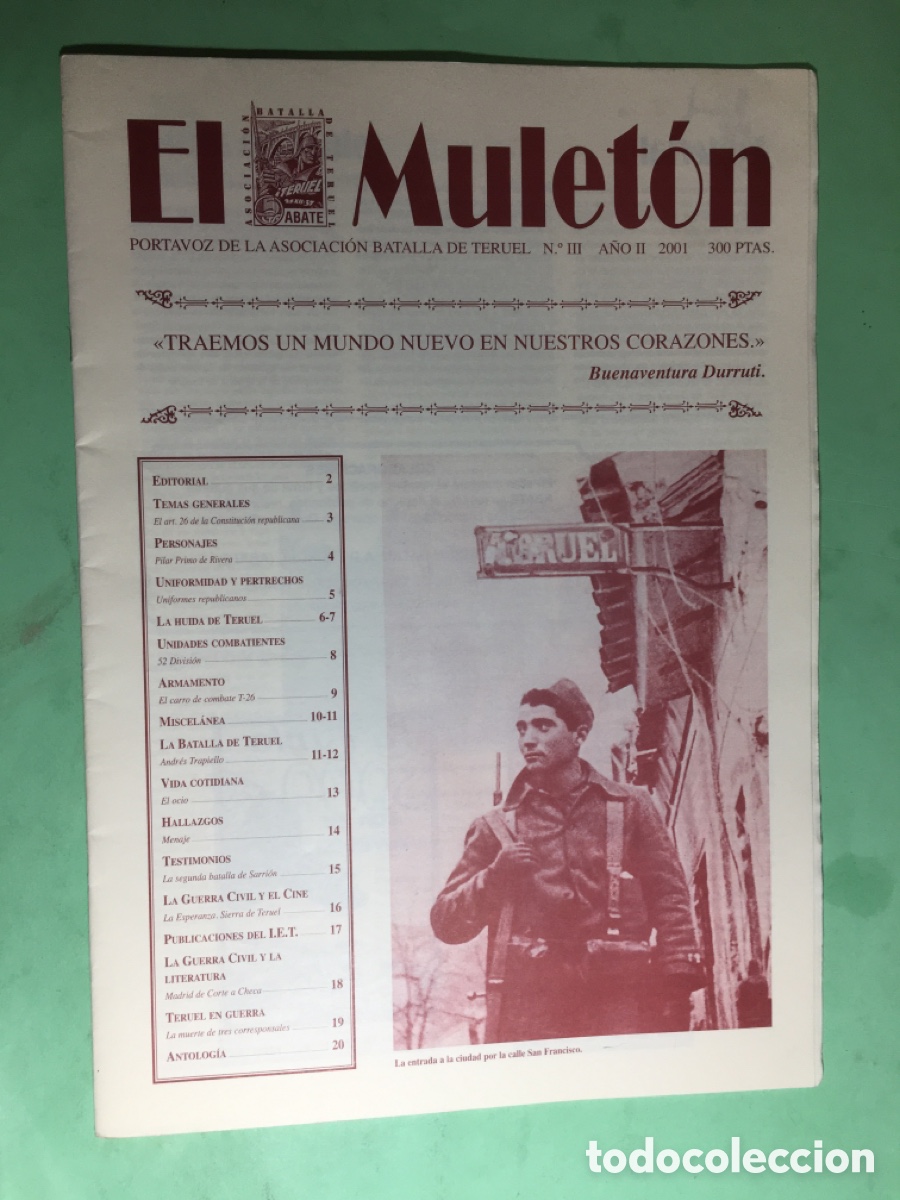 El Muletón
ASOCIACIÓN BATALLA DE TERUEL
TERUEL
ABATE
PORTAVOZ DE LA ASOCIACIÓN BATALLA DE TERUEL N.º III AÑO II 2001 300 PTAS.
«TRAEMOS UN MUNDO NUEVO EN NUESTROS CORAZONES.»
Buenaventura Durruti.
EDITORIAL 2
TEMAS GENERALES
El art. 26 de la Constitución republicana 3
PERSONAJES
Pilar Primo de Rivera 4
UNIFORMIDAD Y PERTRECHOS
Uniformes republicanos 5
LA HUIDA DE TERUEL 6-7
UNIDADES COMBATIENTES
52 División 8
ARMAMENTO
El carro de combate T-26 9
MISCELÁNEA 10-11
LA BATALLA DE TERUEL
Andrés Trapiello 11-12
VIDA COTIDIANA
El ocio 13
HALLAZGOS
Menaje 14
TESTIMONIOS
La segunda batalla de Sarrión 15
LA GUERRA CIVIL Y EL CINE
La Esperanza. Sierra de Teruel 16
PUBLICACIONES DEL I.E.T. 17
LA GUERRA CIVIL Y LA
LITERATURA
Madrid de Corte a Checa 18
TERUEL EN GUERRA
La muerte de tres corresponsales 19
ANTOLOGÍA 20
TERUEL
La entrada a la ciudad por la calle San Francisco.
todocoleccion